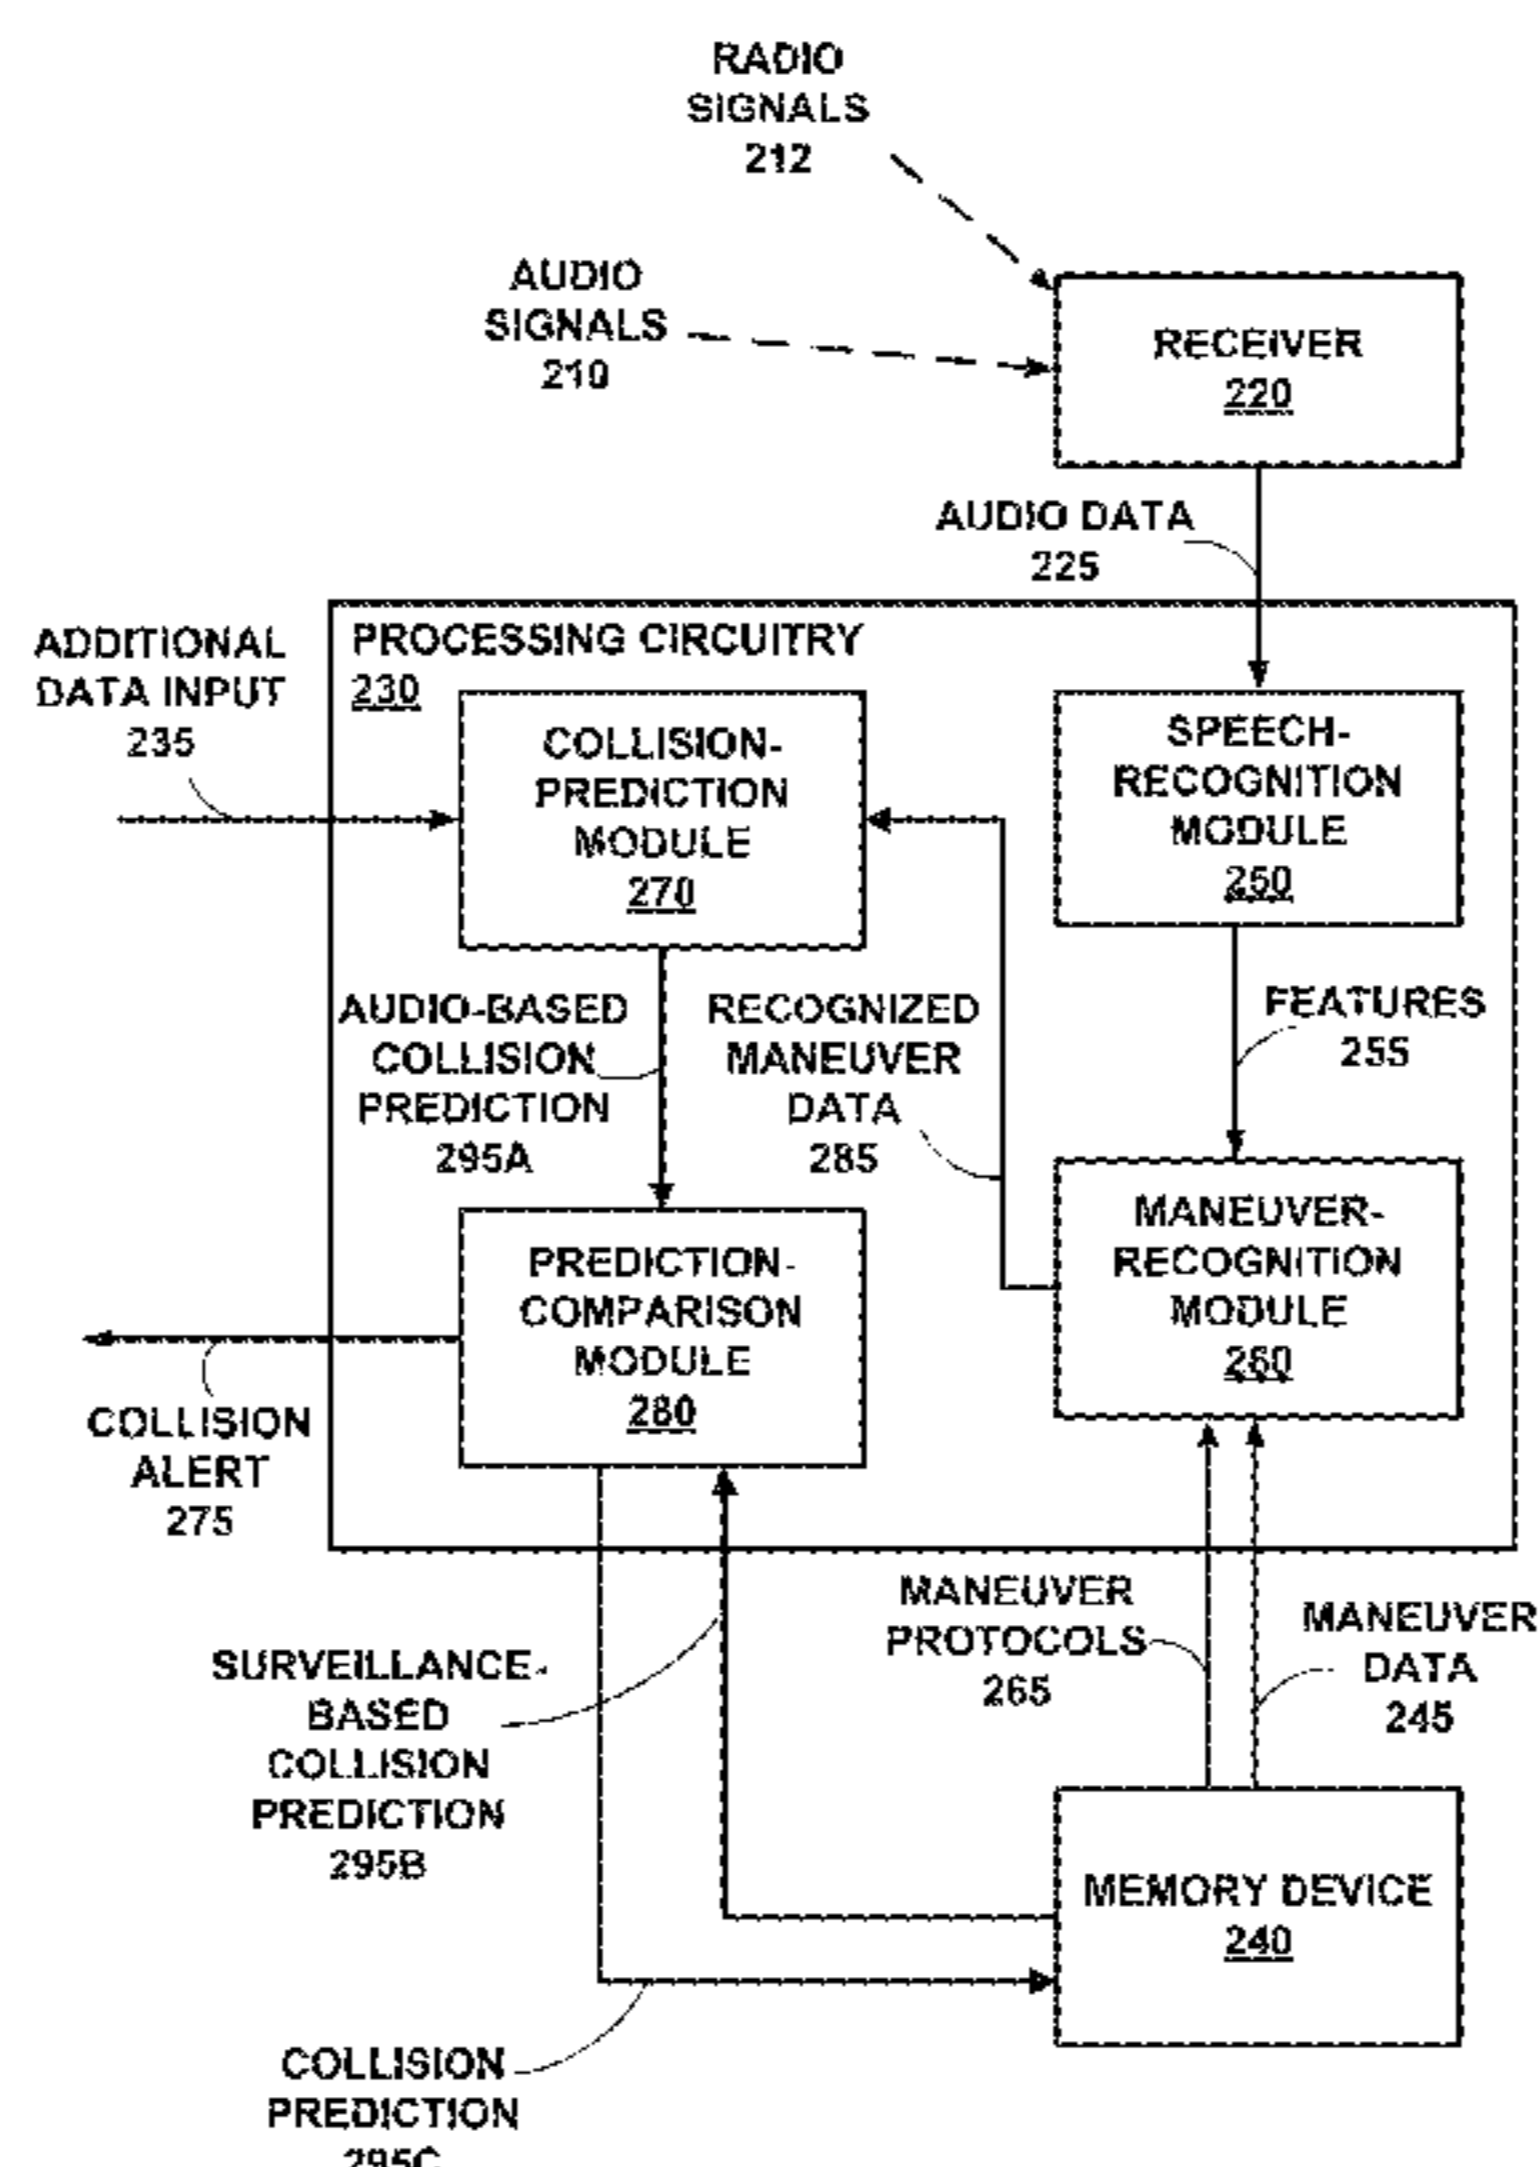 RADIO
SIGNALS
212
AUDIO
SIGNALS
210
RECEIVER
220
AUDIO DATA
225
ADDITIONAL
DATA INPUT
235
PROCESSING CIRCUITRY
230
COLLISION-
PREDICTION
MODULE
270
SPEECH-
RECOGNITION
MODULE
250
AUDIO-BASED
COLLISION
PREDICTION
295A
RECOGNIZED
MANEUVER
DATA
285
FEATURES
255
PREDICTION-
COMPARISON
MODULE
280
MANEUVER-
RECOGNITION
MODULE
260
COLLISION
ALERT
275
SURVEILLANCE-
BASED
COLLISION
PREDICTION
295B
MANEUVER
PROTOCOLS
265
MANEUVER
DATA
245
MEMORY DEVICE
240
COLLISION
PREDICTION
295C